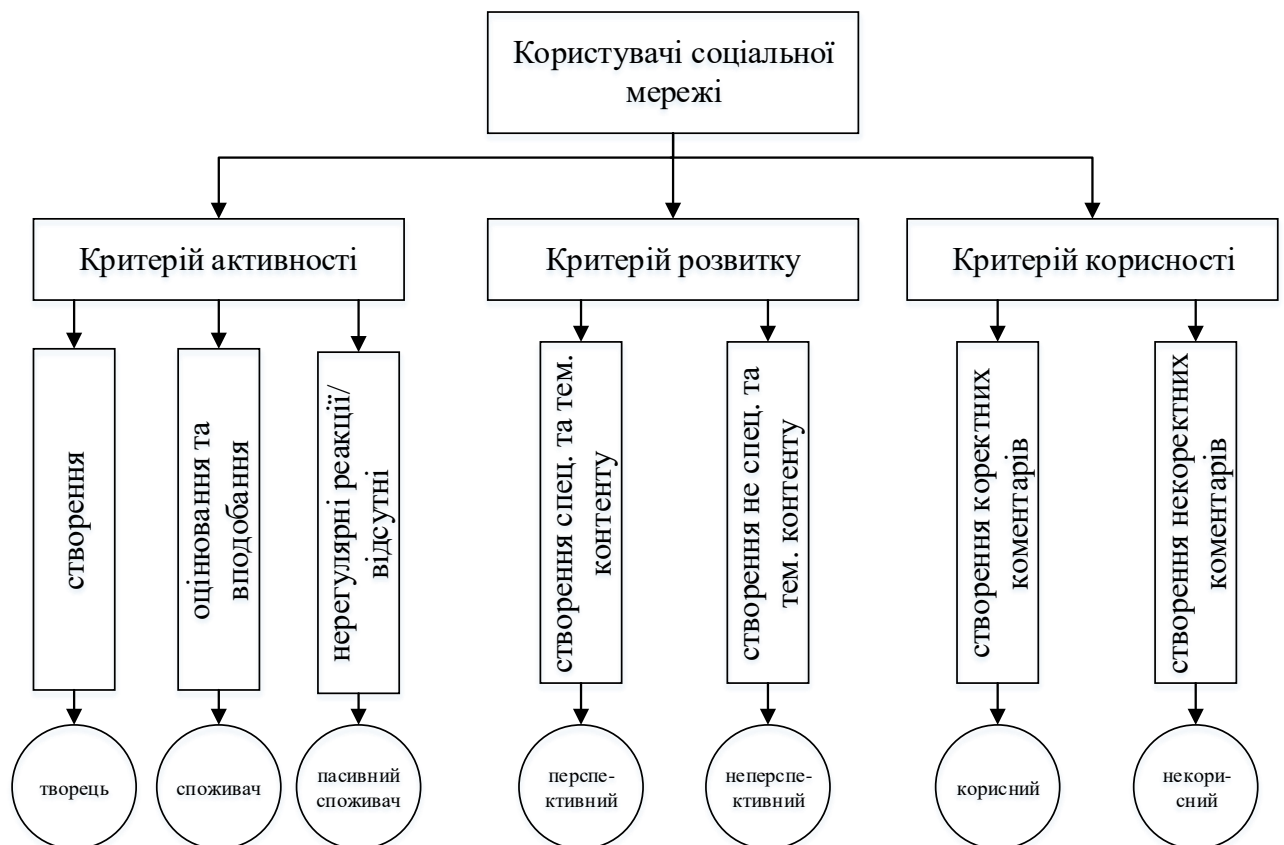 Користувачі соціальної
мережі
Критерій активності
Критерій розвитку
Критерій корисності
створення
оцінювання та
вподобання
нерегулярні реакції/
відсутні
створення спец. та тем.
контенту
створення не спец. та
тем. контенту
створення коректних
коментарів
створення некоректних
коментарів
творець
споживач
пасивний
споживач
перспе-
ктивний
неперспе-
ктивний
корисний
некори-
сний